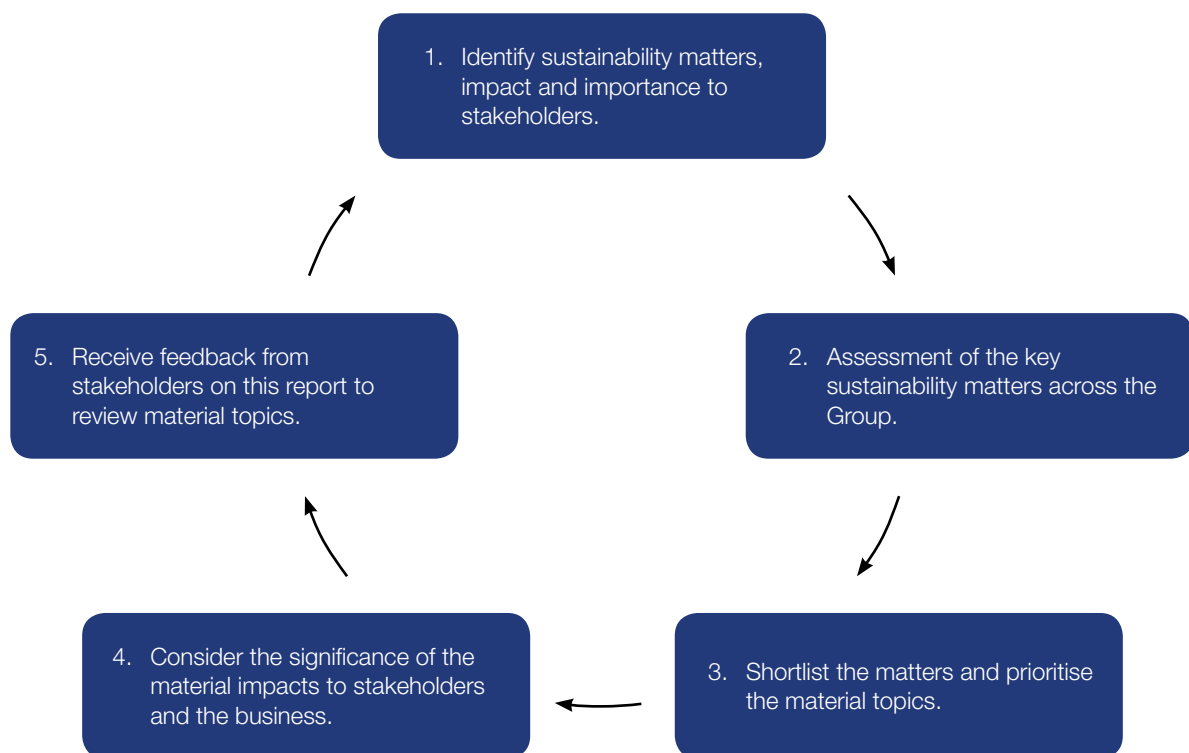 1. Identify sustainability matters,
impact and importance to
stakeholders.
2. Assessment of the key
sustainability matters across the
Group.
3. Shortlist the matters and prioritise
the material topics.
4. Consider the significance of the
material impacts to stakeholders
and the business.
5. Receive feedback from
stakeholders on this report to
review material topics.